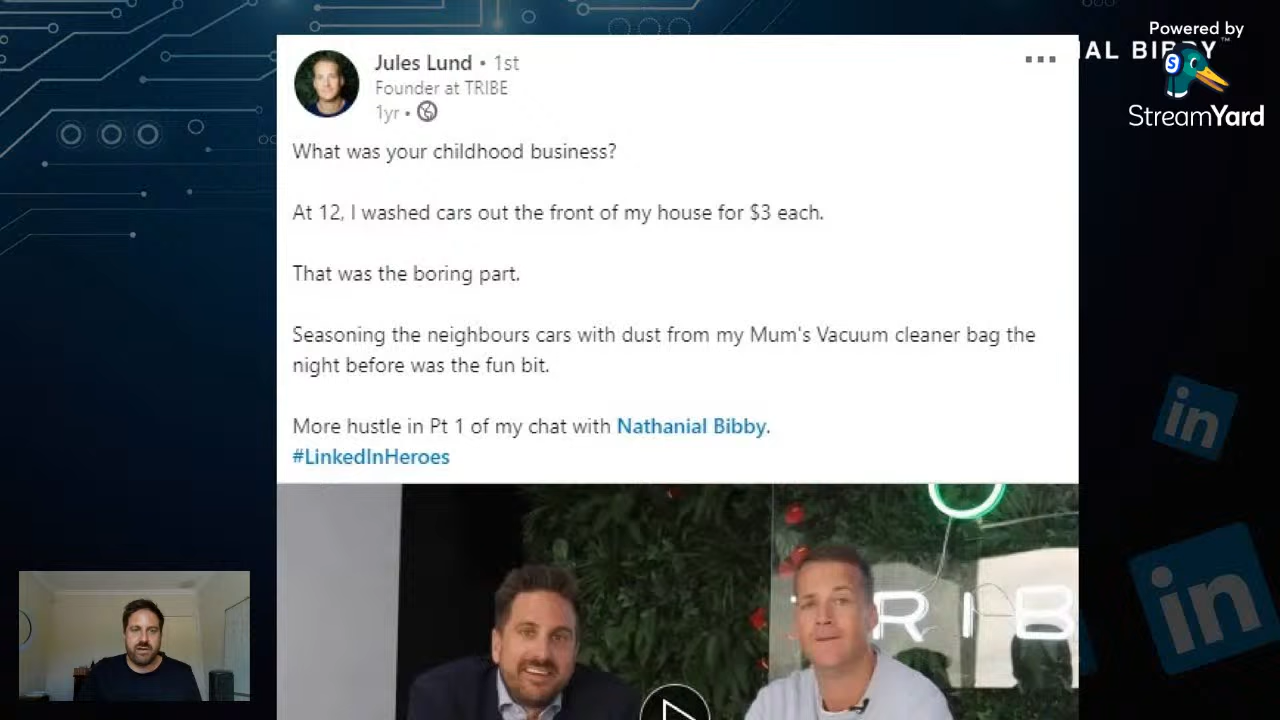 Jules Lund • 1st
Founder at TRIBE
1yr •
What was your childhood business?
At 12, I washed cars out the front of my house for $3 each.
That was the boring part.
Seasoning the neighbours cars with dust from my Mum's Vacuum cleaner bag the
night before was the fun bit.
More hustle in Pt 1 of my chat with Nathanial Bibby.
#LinkedInHeroes
Powered by
IAL BIBBY™
StreamYard
in
in
RIB